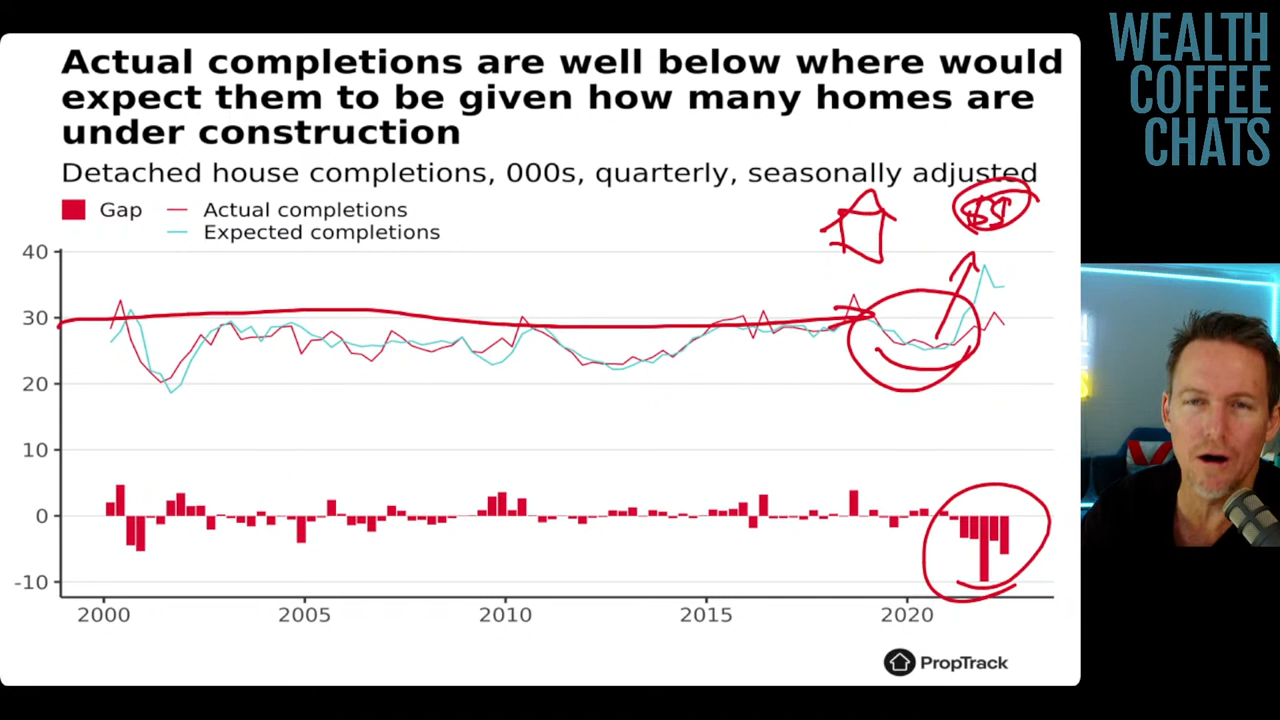 Actual completions are well below where would
expect them to be given how many homes are
under construction
Detached house completions, 000s, quarterly, seasonally adjusted
Gap
Actual completions
Expected completions
40
30
20
10
0
-10
2000
2005
2010
2015
2020
PropTrack
$$
WEALTH
COFFEE
CHATS